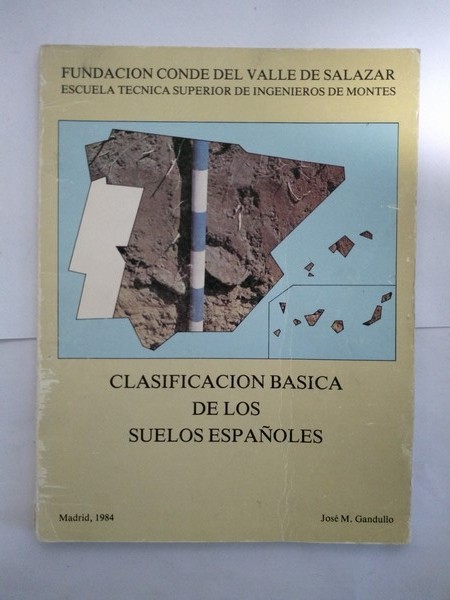 FUNDACION CONDE DEL VALLE DE SALAZAR
ESCUELA TECNICA SUPERIOR DE INGENIEROS DE MONTES
CLASIFICACION BASICA
DE LOS
SUELOS ESPAÑOLES
Madrid, 1984
José M. Gandullo